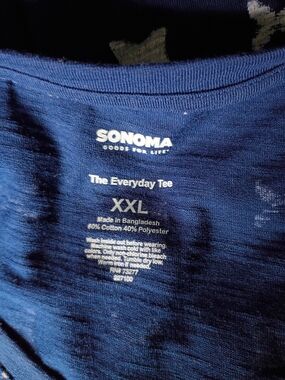 SONOMA
GOODS FOR LIFE
The Everyday Tee
XXL
Made in Bangladesh
60% Cotton 40% Polyester
Wash inside out before wearing.
Machine wash cold with like
colors. Only non-chlorine bleach
when needed. Tumble dry low.
Warm iron if needed.
RN# 73277